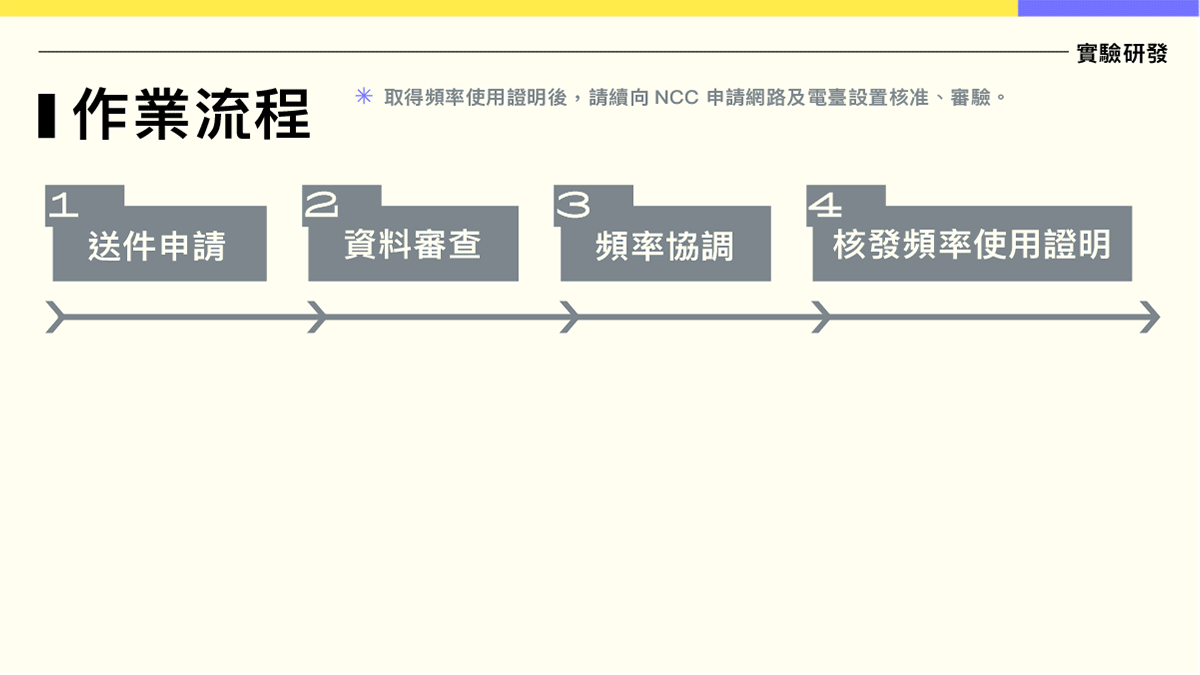 實驗研發
作業流程
✳ 取得頻率使用證明後，請續向 NCC 申請網路及電臺設置核准、審驗。
1
送件申請
2
資料審查
3
頻率協調
4
核發頻率使用證明